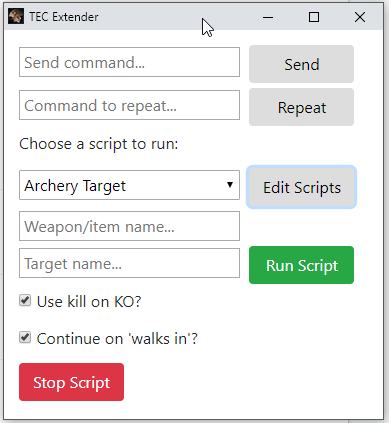 TEC Extender
Send command...
Send
Command to repeat...
Repeat
Choose a script to run:
Archery Target
Edit Scripts
Weapon/item name...
Target name...
Run Script
Use kill on KO?
Continue on 'walks in'?
Stop Script